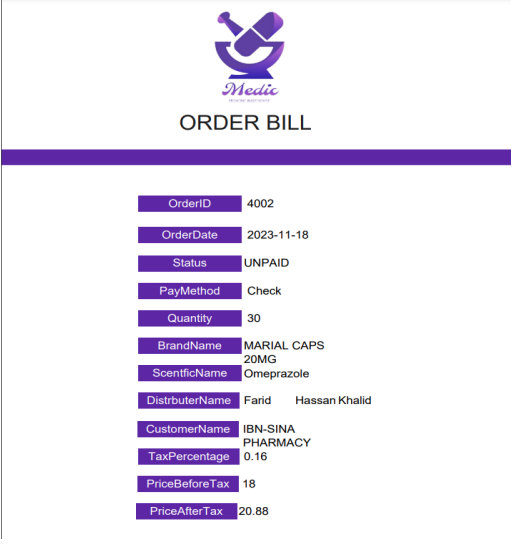 Medic
ORDER BILL
OrderID 4002
OrderDate 2023-11-18
Status UNPAID
PayMethod Check
Quantity 30
BrandName MARIAL CAPS
20MG
ScentficName Omeprazole
DistrbuterName Farid Hassan Khalid
CustomerName IBN-SINA
PHARMACY
TaxPercentage 0.16
PriceBeforeTax 18
PriceAfterTax 20.88